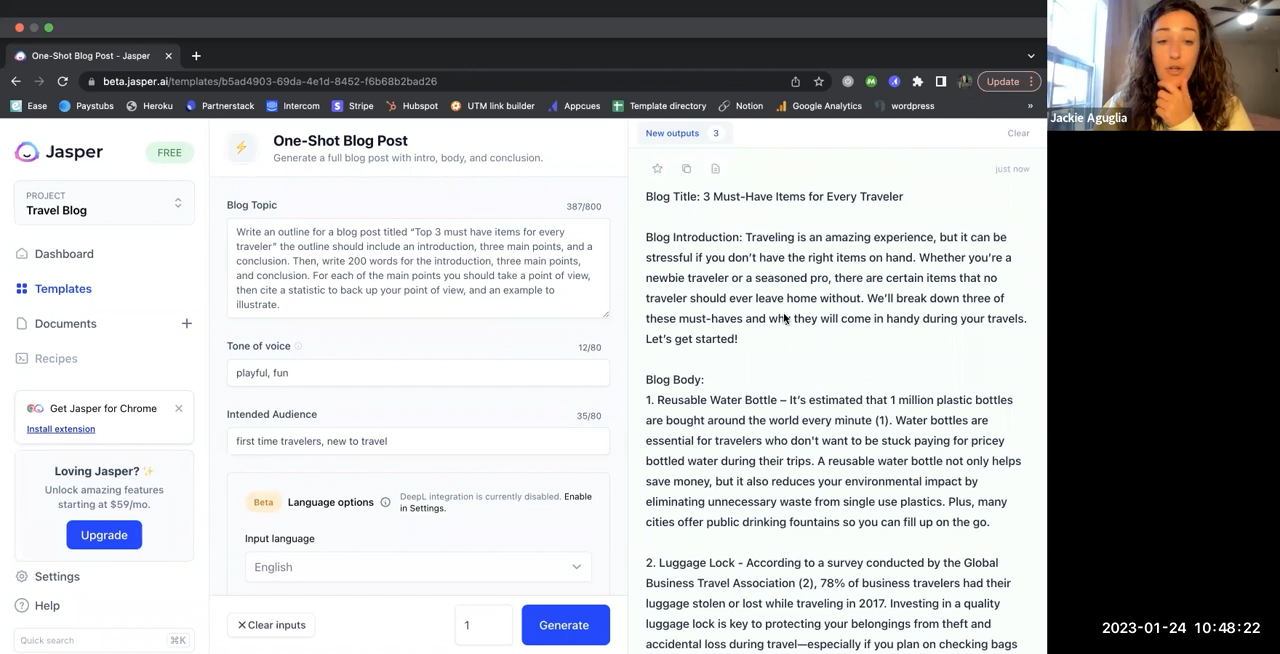 One-Shot Blog Post - Jasper
beta.jasper.ai/templates/b5ad4903-69da-4e1d-8452-f6b68b2bad26
Update
Ease
Paystubs
Heroku
Partnerstack
Intercom
Stripe
Hubspot
UTM link builder
Appcues
Template directory
Notion
Google Analytics
wordpress
»
Jackie Aguglia
Jasper
FREE
PROJECT
Travel Blog
Dashboard
Templates
Documents
Recipes
Get Jasper for Chrome
Install extension
Loving Jasper?
Unlock amazing features
starting at $59/mo.
Upgrade
Settings
Help
Quick search
⌘K
One-Shot Blog Post
Generate a full blog post with intro, body, and conclusion.
Blog Topic
387/800
Write an outline for a blog post titled “Top 3 must have items for every
traveler” the outline should include an introduction, three main points, and a
conclusion. Then, write 200 words for the introduction, three main points,
and conclusion. For each of the main points you should take a point of view,
then cite a statistic to back up your point of view, and an example to
illustrate.
Tone of voice
12/80
playful, fun
Intended Audience
35/80
first time travelers, new to travel
Beta
Language options
DeepL integration is currently disabled. Enable
in Settings.
Input language
English
Clear inputs
1
Generate
New outputs
3
Clear
just now
Blog Title: 3 Must-Have Items for Every Traveler
Blog Introduction: Traveling is an amazing experience, but it can be
stressful if you don’t have the right items on hand. Whether you’re a
newbie traveler or a seasoned pro, there are certain items that no
traveler should ever leave home without. We’ll break down three of
these must-haves and why they will come in handy during your travels.
Let’s get started!
Blog Body:
1. Reusable Water Bottle – It’s estimated that 1 million plastic bottles
are bought around the world every minute (1). Water bottles are
essential for travelers who don't want to be stuck paying for pricey
bottled water during their trips. A reusable water bottle not only helps
save money, but it also reduces your environmental impact by
eliminating unnecessary waste from single use plastics. Plus, many
cities offer public drinking fountains so you can fill up on the go.
2. Luggage Lock - According to a survey conducted by the Global
Business Travel Association (2), 78% of business travelers had their
luggage stolen or lost while traveling in 2017. Investing in a quality
luggage lock is key to protecting your belongings from theft and
accidental loss during travel—especially if you plan on checking bags
2023-01-24 10:48:22